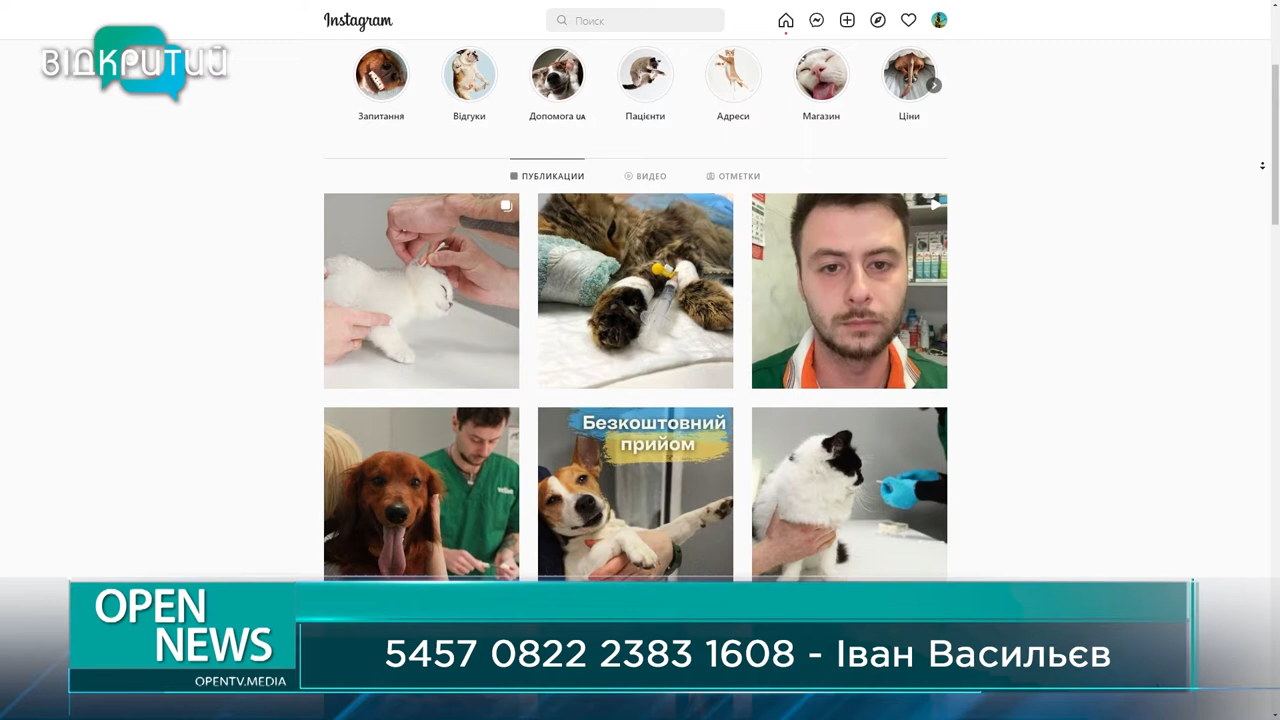 Instagram
Поиск
ВІДКРИТИЙ
Запитання
Відгуки
Допомога UA
Пацієнти
Адреси
Магазин
Ціни
ПУБЛИКАЦИИ
ВИДЕО
ОТМЕТКИ
Безкоштовний
прийом
OPEN
NEWS
OPENTV.MEDIA
5457 0822 2383 1608 - Іван Васильєв